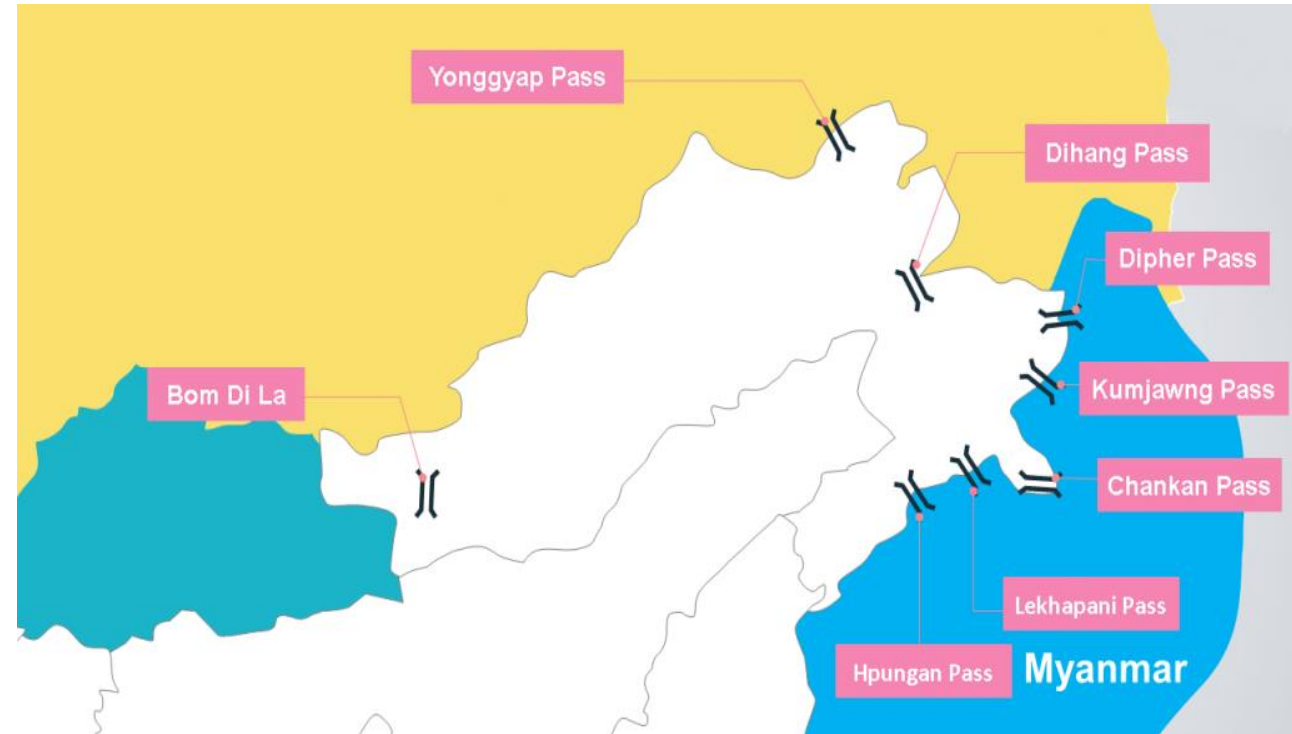 Yonggyap Pass
Dihang Pass
Dipher Pass
Bom Di La
Kumjawng Pass
Chankan Pass
Lekhapani Pass
Hpungan Pass
Myanmar